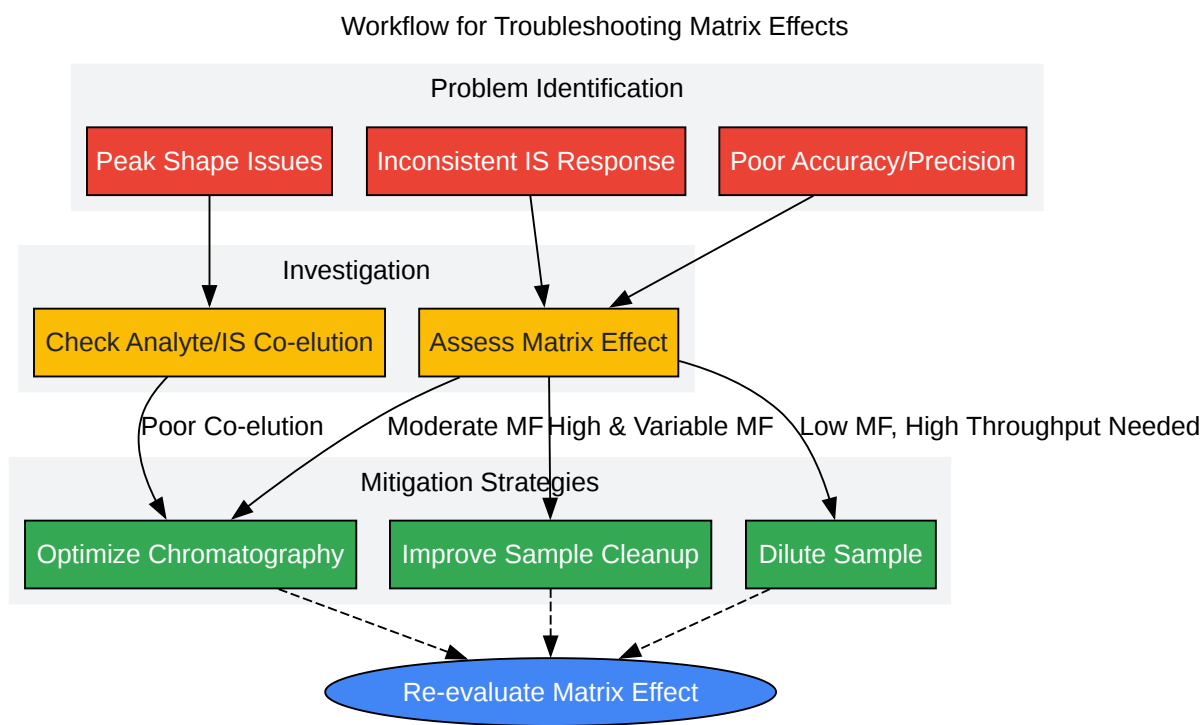 Workflow for Troubleshooting Matrix Effects
Problem Identification
Peak Shape Issues
Inconsistent IS Response
Poor Accuracy/Precision
Investigation
Check Analyte/IS Co-elution
Assess Matrix Effect
Poor Co-elution
Moderate MF
High & Variable MF
Low MF, High Throughput Needed
Mitigation Strategies
Optimize Chromatography
Improve Sample Cleanup
Dilute Sample
Re-evaluate Matrix Effect